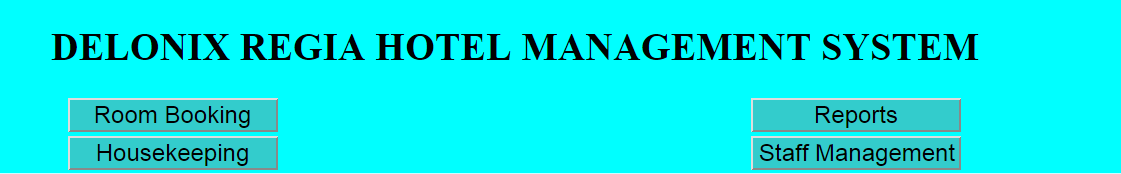 DELONIX REGIA HOTEL MANAGEMENT SYSTEM
Room Booking
Reports
Housekeeping
Staff Management